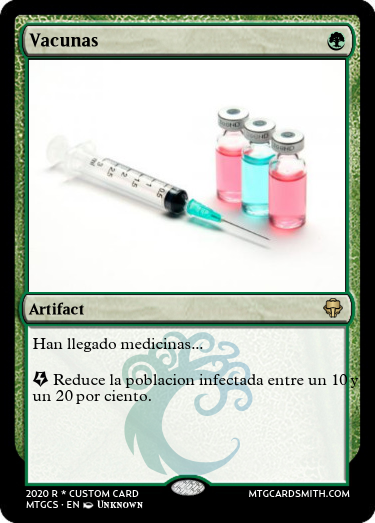 Vacunas
Artifact
Han llegado medicinas...
Reduce la poblacion infectada entre un 10 y
un 20 por ciento.
2020 R * CUSTOM CARD
MTGCARDSMITH.COM
MTGCS · EN UNKNOWN